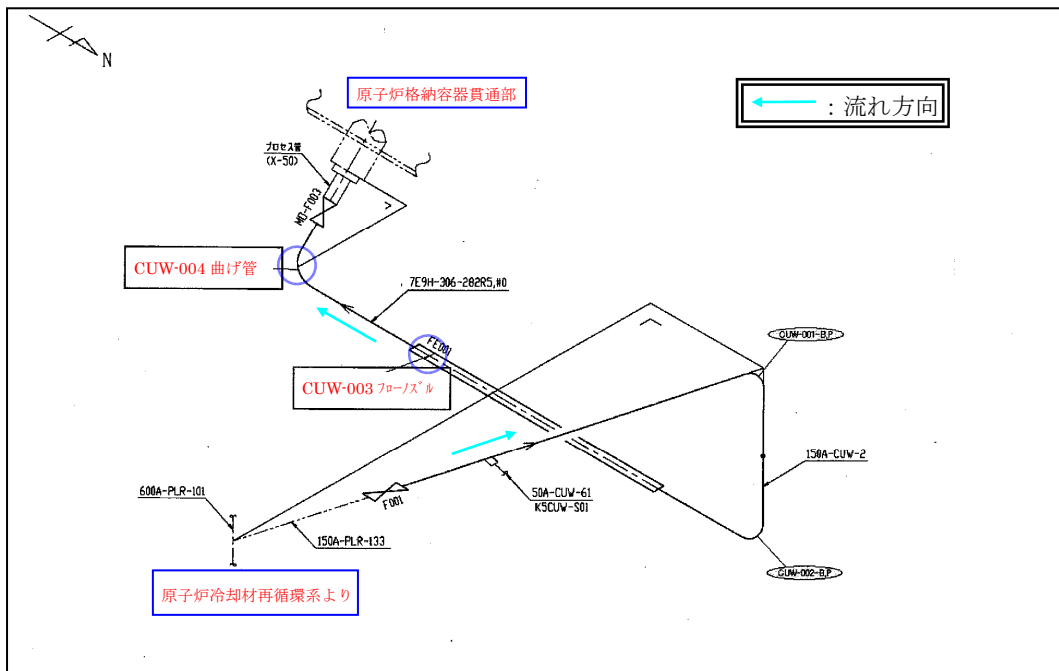 N
原子炉格納容器貫通部
：流れ方向
プロセス管
(X-50)
MO-F003
CUW-004 曲げ管
7E9H-306-282R5,#0
FE001
CUW-003 フローノズル
CUW-001-B,P
150A-CUW-2
600A-PLR-101
F001
50A-CUW-61
K5CUW-S01
150A-PLR-133
CUW-002-B,P
原子炉冷却材再循環系より